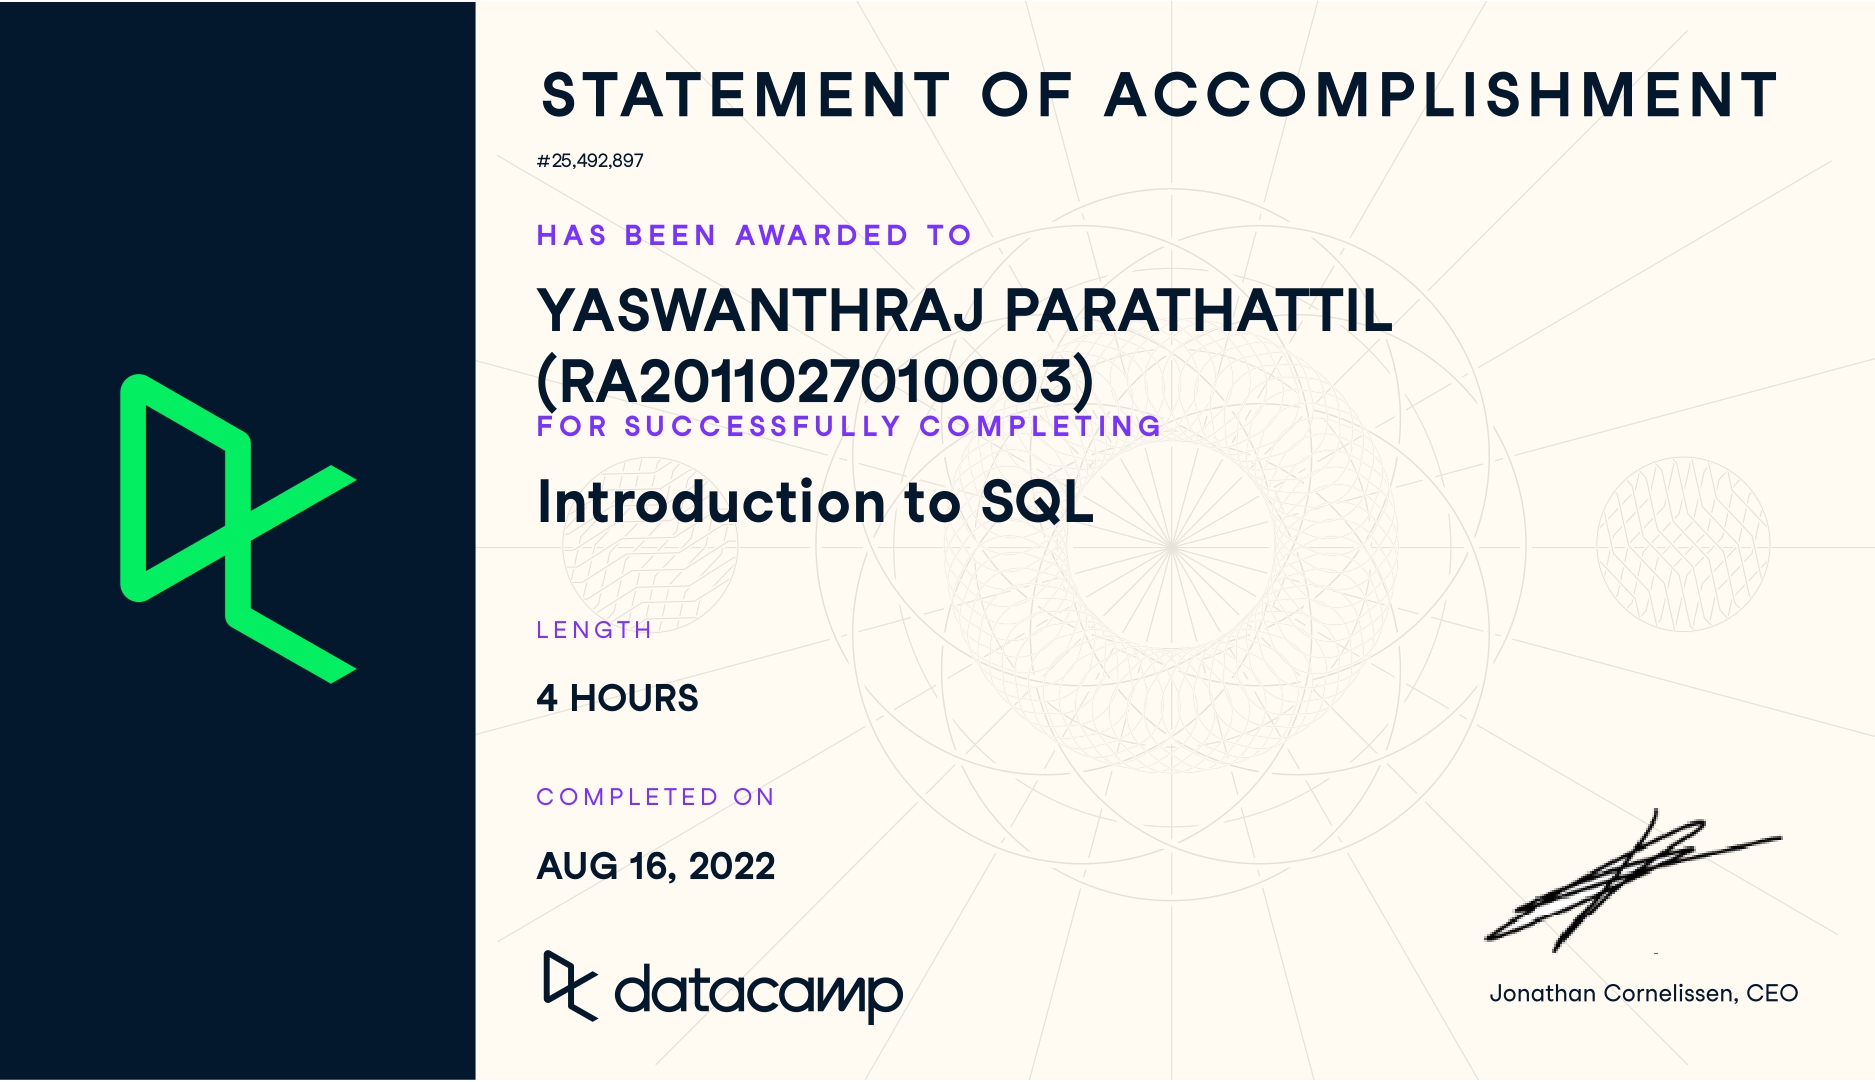 STATEMENT OF ACCOMPLISHMENT
#25,492,897
HAS BEEN AWARDED TO
YASWANTHRAJ PARATHATTIL
(RA2011027010003)
FOR SUCCESSFULLY COMPLETING
Introduction to SQL
LENGTH
4 HOURS
COMPLETED ON
AUG 16, 2022
datacamp
Jonathan Cornelissen, CEO